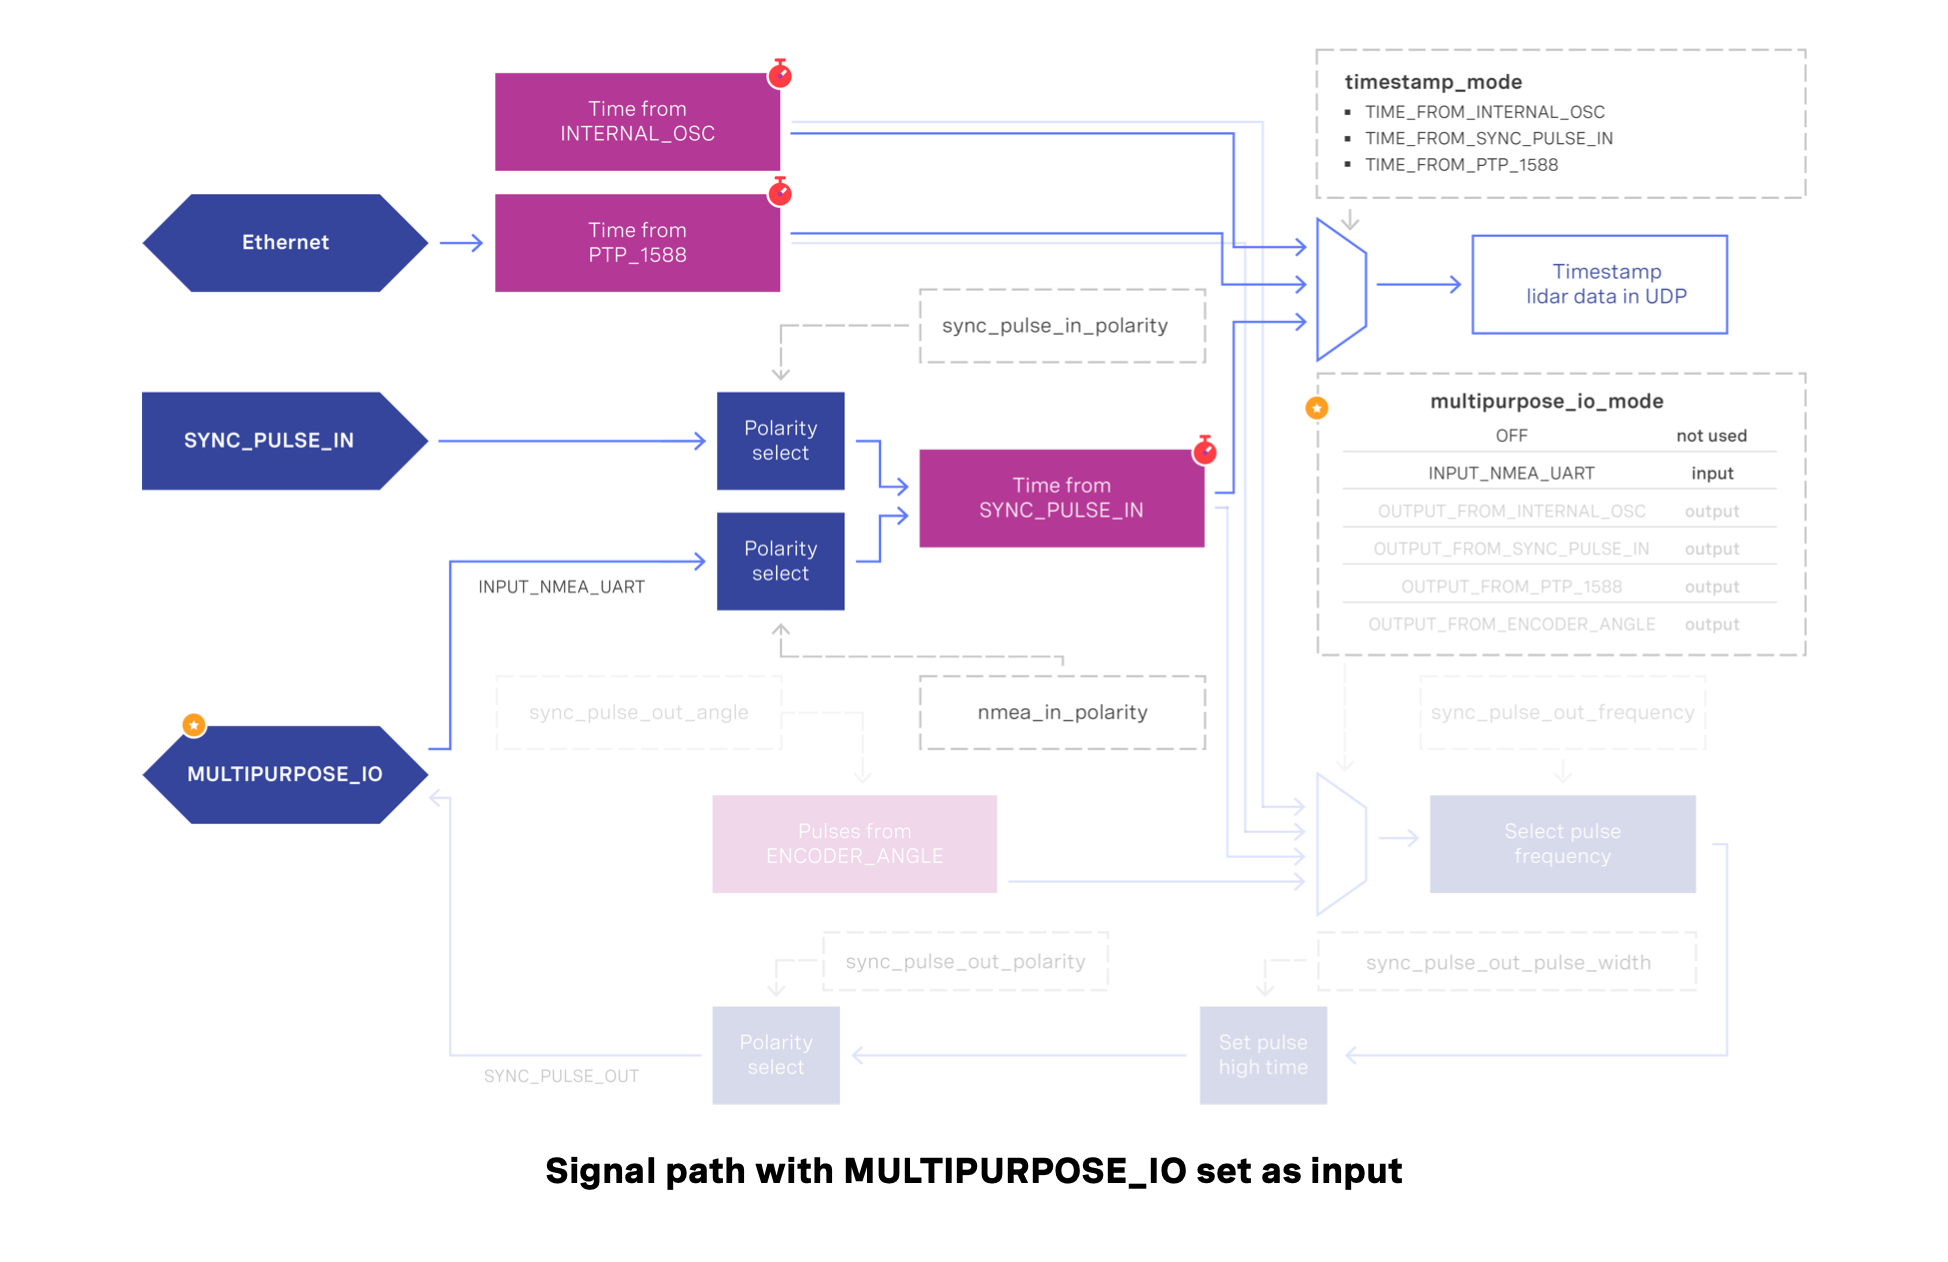 Time from
INTERNAL_OSC
timestamp_mode
▪ TIME_FROM_INTERNAL_OSC
▪ TIME_FROM_SYNC_PULSE_IN
▪ TIME_FROM_PTP_1588
Ethernet
Time from
PTP_1588
Timestamp
lidar data in UDP
sync_pulse_in_polarity
SYNC_PULSE_IN
Polarity
select
Time from
SYNC_PULSE_IN
Polarity
select
INPUT_NMEA_UART
multipurpose_io_mode
OFF not used
INPUT_NMEA_UART input
OUTPUT_FROM_INTERNAL_OSC output
OUTPUT_FROM_SYNC_PULSE_IN output
OUTPUT_FROM_PTP_1588 output
OUTPUT_FROM_ENCODER_ANGLE output
sync_pulse_out_angle
nmea_in_polarity
sync_pulse_out_frequency
MULTIPURPOSE_IO
Pulses from
ENCODER_ANGLE
Select pulse
frequency
sync_pulse_out_polarity
sync_pulse_out_pulse_width
Polarity
select
Set pulse
high time
SYNC_PULSE_OUT
Signal path with MULTIPURPOSE_IO set as input